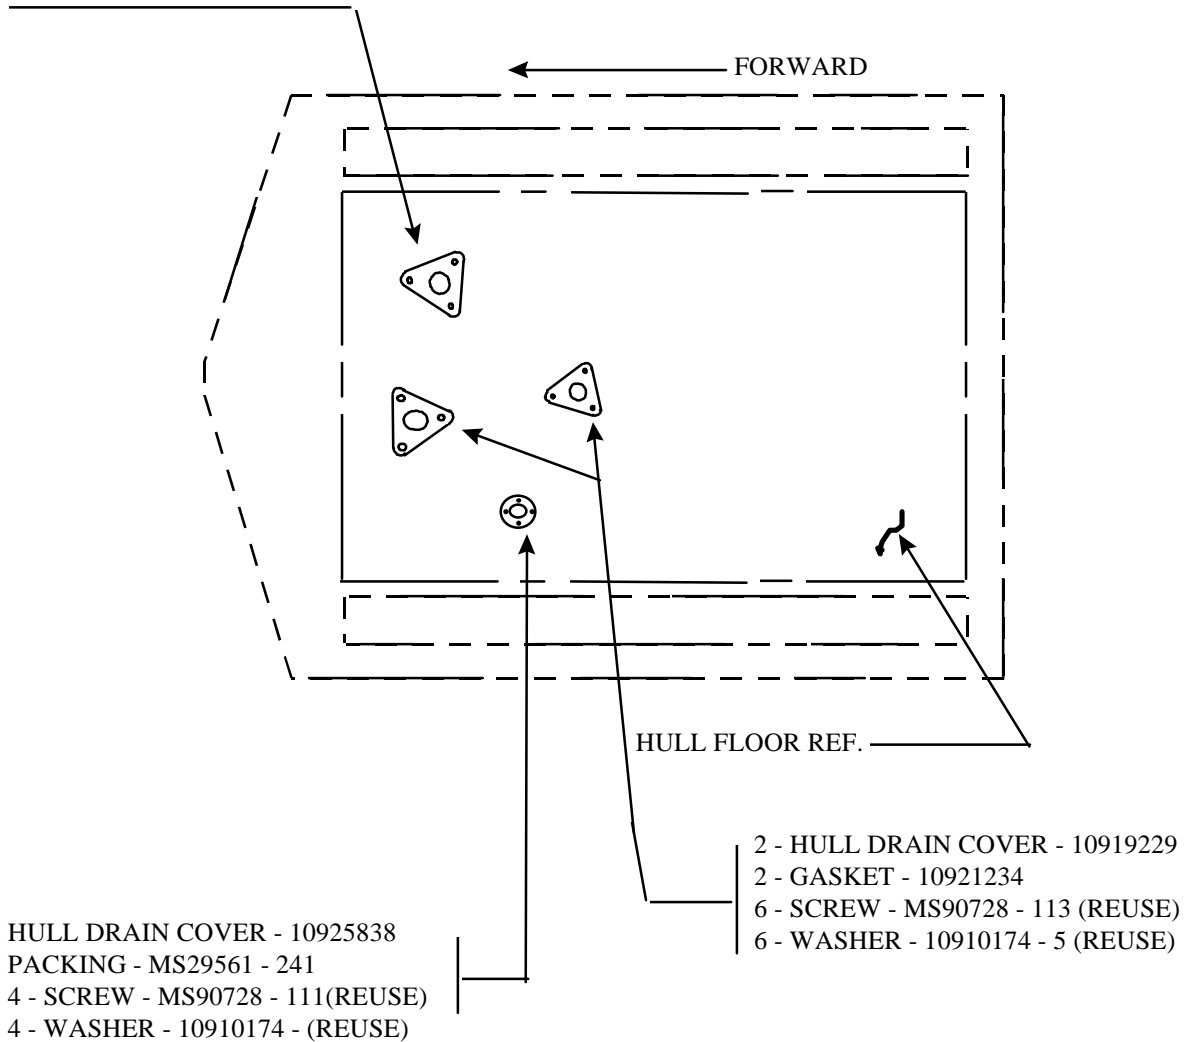 FORWARD
HULL FLOOR REF.
2 - HULL DRAIN COVER - 10919229
2 - GASKET - 10921234
6 - SCREW - MS90728 - 113 (REUSE)
6 - WASHER - 10910174 - 5 (REUSE)
HULL DRAIN COVER - 10925838
PACKING - MS29561 - 241
4 - SCREW - MS90728 - 111(REUSE)
4 - WASHER - 10910174 - (REUSE)